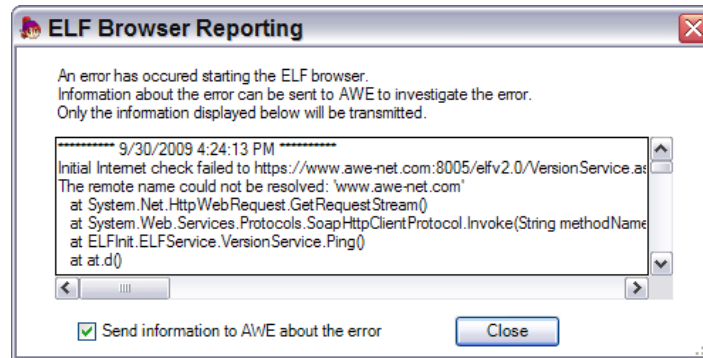 ELF Browser Reporting
An error has occured starting the ELF browser.
Information about the error can be sent to AWE to investigate the error.
Only the information displayed below will be transmitted.
********** 9/30/2009 4:24:13 PM **********
Initial Internet check failed to https://www.awe-net.com:8005/elfv2.0/VersionService.as
The remote name could not be resolved: 'www.awe-net.com'
at System.Net.HttpWebRequest.GetRequestStream()
at System.Web.Services.Protocols.SoapHttpClientProtocol.Invoke(String methodName
at ELFInit.ELFService.VersionService.Ping()
at at.d()
Send information to AWE about the error
Close